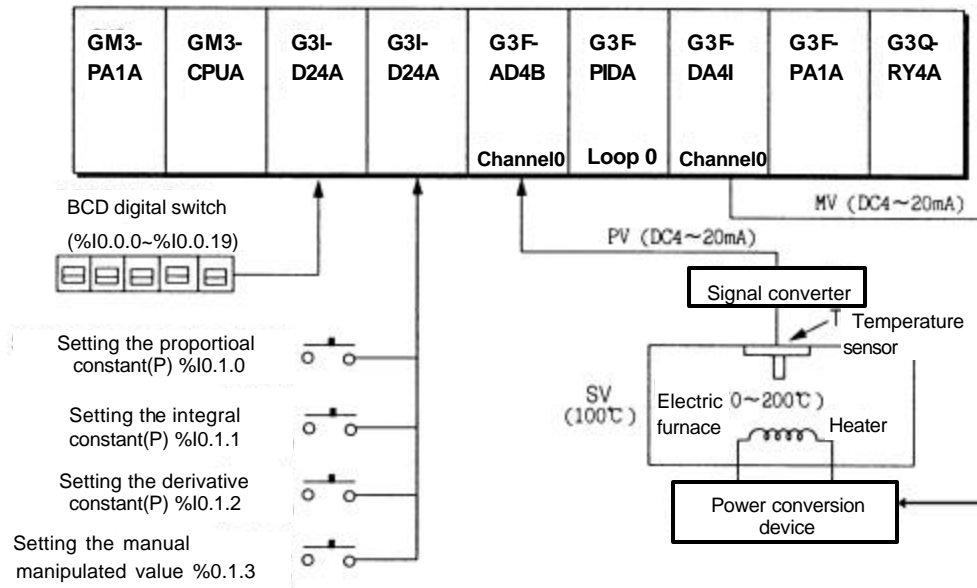 GM3-
PA1A
GM3-
CPUA
G3I-
D24A
G3I-
D24A
G3F-
AD4B
G3F-
PIDA
G3F-
DA4I
G3F-
PA1A
G3Q-
RY4A
Channel0
Loop 0
Channel0
BCD digital switch
(%I0.0.0~%I0.0.19)
MV (DC4～20mA)
PV (DC4～20mA)
Signal converter
T Temperature
sensor
Setting the proportioal
constant(P) %I0.1.0
Setting the integral
constant(P) %I0.1.1
Setting the derivative
constant(P) %I0.1.2
Setting the manual
manipulated value %0.1.3
SV
(100℃)
Electric
furnace
0～200℃)
Heater
Power conversion
device